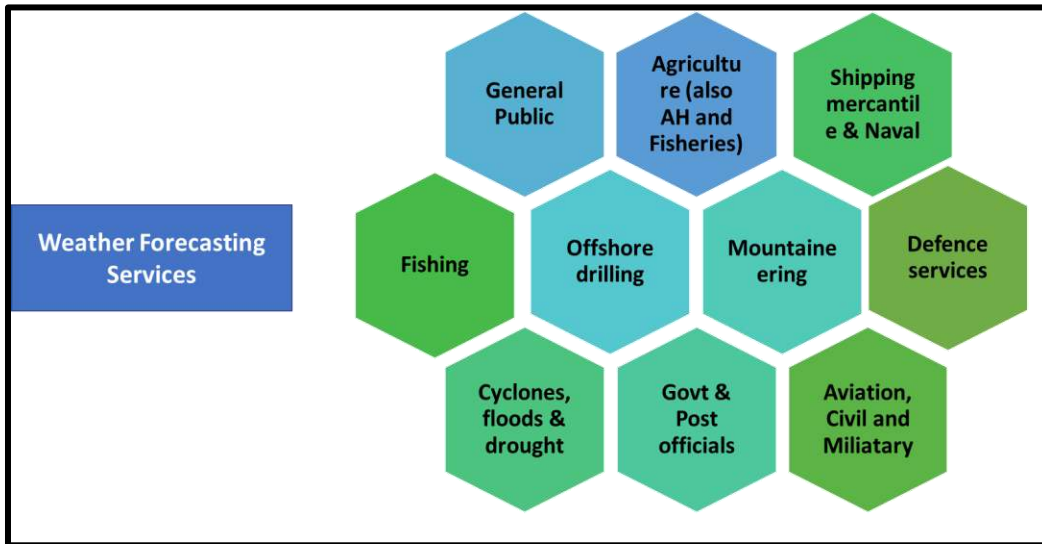 Weather Forecasting
Services
General
Public
Agricultu
re (also
AH and
Fisheries)
Shipping
mercantil
e & Naval
Fishing
Offshore
drilling
Mountaine
ering
Defence
services
Cyclones,
floods &
drought
Govt &
Post
officials
Aviation,
Civil and
Miliatary